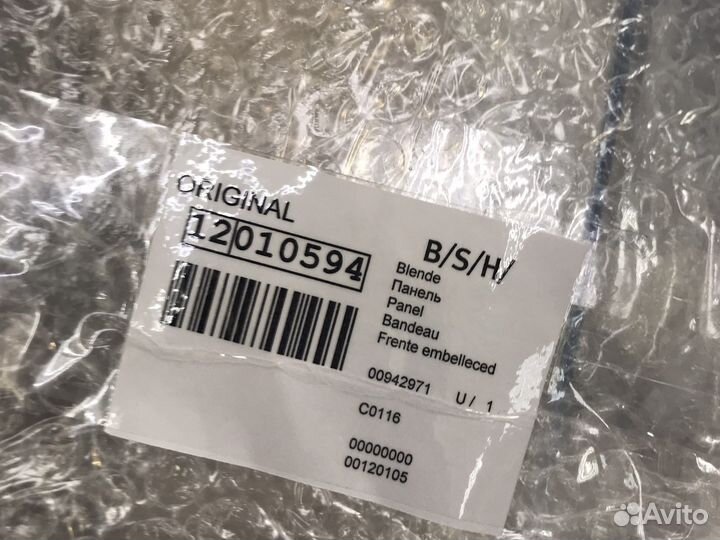 ORIGINAL
12010594
B/S/H/
Blende
Панель
Panel
Bandeau
Frente embelleced
00942971 U / 1
C0116
00000000
00120105
Avito